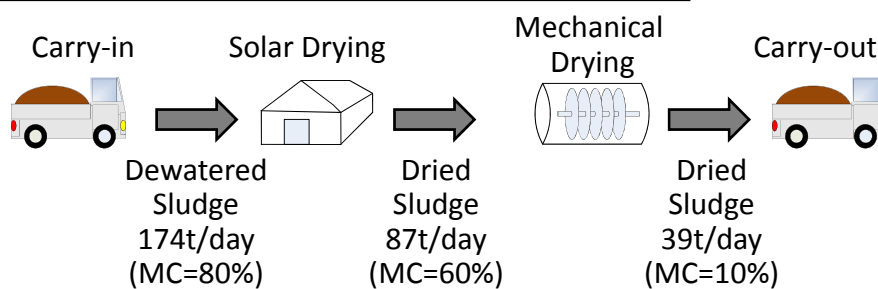 Carry-in
Solar Drying
Mechanical
Drying
Carry-out
Dewatered
Sludge
174t/day
(MC=80%)
Dried
Sludge
87t/day
(MC=60%)
Dried
Sludge
39t/day
(MC=10%)